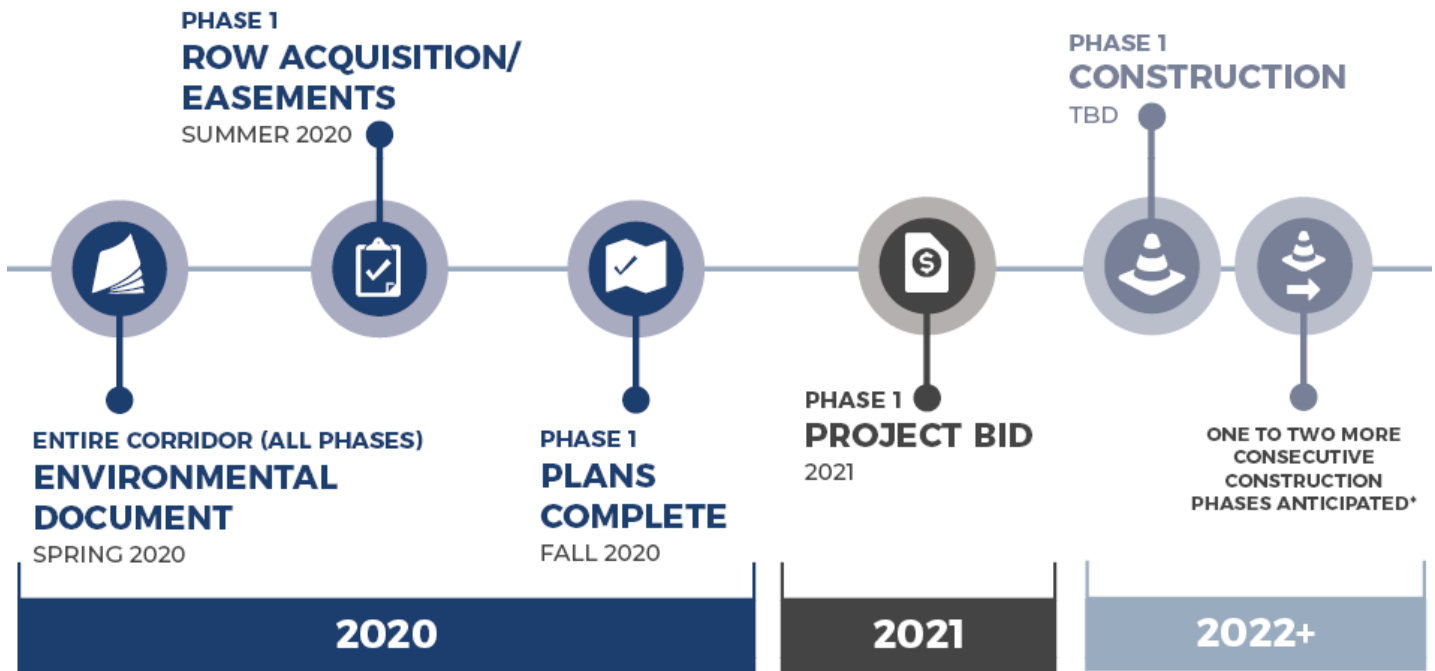 PHASE 1
ROW ACQUISITION/
EASEMENTS
SUMMER 2020
PHASE 1
CONSTRUCTION
TBD
$
ENTIRE CORRIDOR (ALL PHASES)
ENVIRONMENTAL
DOCUMENT
SPRING 2020
PHASE 1
PLANS
COMPLETE
FALL 2020
PHASE 1
PROJECT BID
2021
ONE TO TWO MORE
CONSECUTIVE
CONSTRUCTION
PHASES ANTICIPATED*
2020
2021
2022+